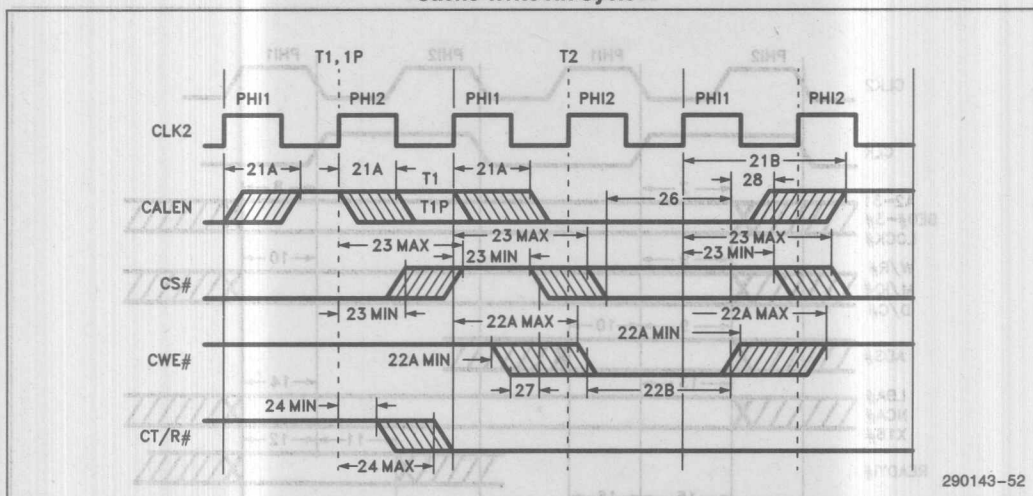 T1, 1P T2
PHI1 PHI2 PHI1 PHI2 PHI1 PHI2
CLK2
21A 21A 21A 21B
T1 28
CALEN T1P 26
23 MAX 23 MAX 23 MAX
23 MIN 23 MIN
CS#
23 MIN 22A MAX 22A MAX
22A MIN
CWE#
22A MIN
27 22B
24 MIN
CT/R#
24 MAX
290143-52